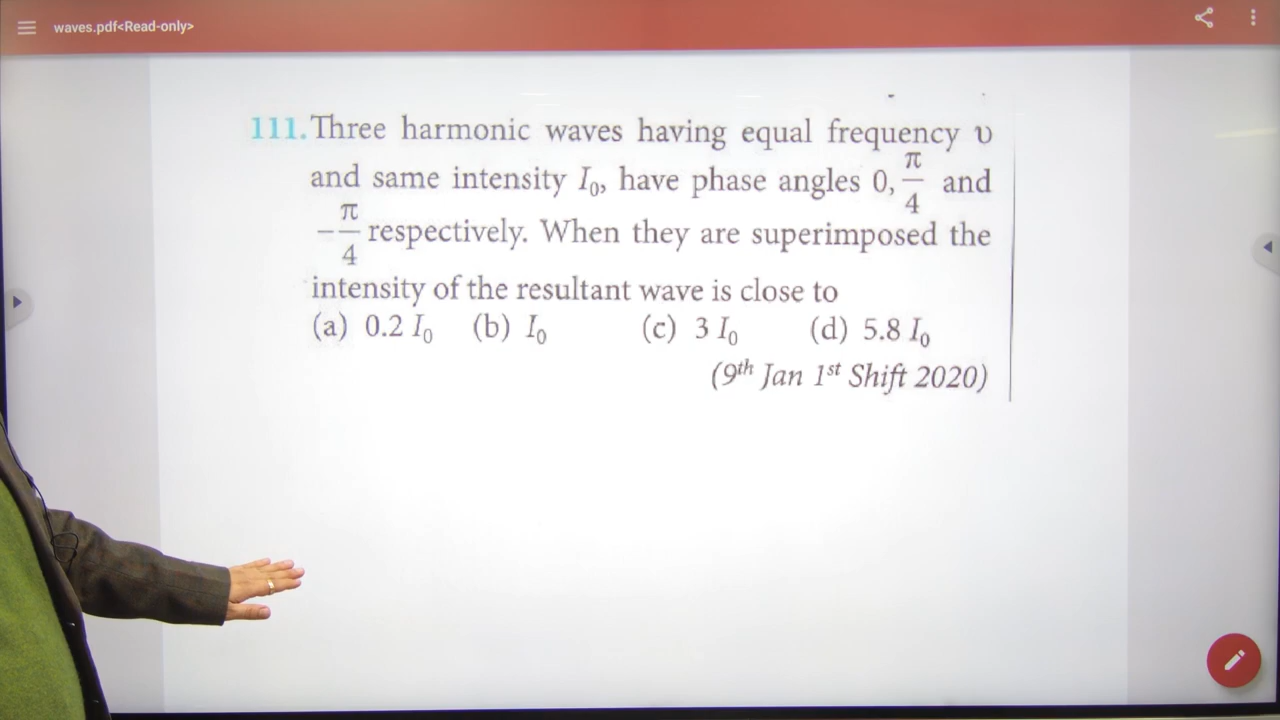 waves.pdf<Read-only>
111. Three harmonic waves having equal frequency υ
and same intensity I₀, have phase angles 0, π/4 and
−π/4 respectively. When they are superimposed the
intensity of the resultant wave is close to
(a) 0.2 I₀ (b) I₀ (c) 3 I₀ (d) 5.8 I₀
(9th Jan 1st Shift 2020)